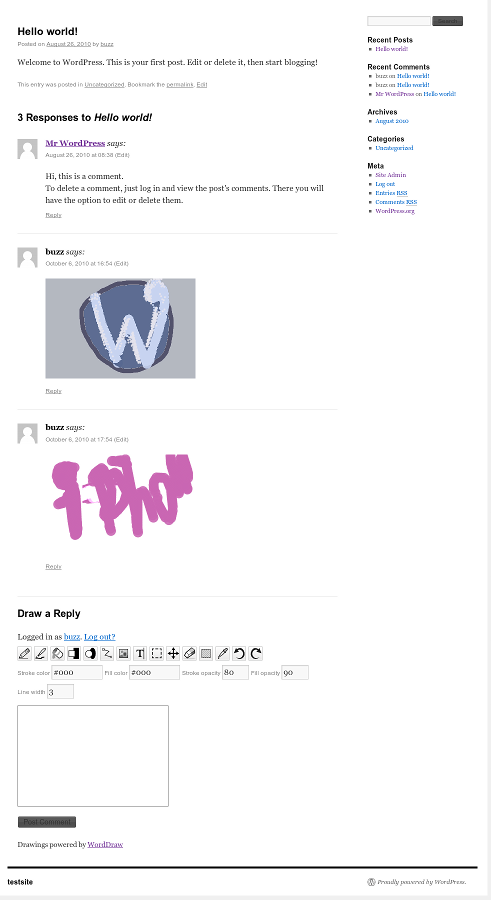 Hello world!
Posted on August 26, 2010 by buzz
Welcome to WordPress. This is your first post. Edit or delete it, then start blogging!
This entry was posted in Uncategorized. Bookmark the permalink. Edit
3 Responses to Hello world!
Mr WordPress says:
August 26, 2010 at 08:38 (Edit)
Hi, this is a comment.
To delete a comment, just log in and view the post's comments. There you will
have the option to edit or delete them.
Reply
buzz says:
October 6, 2010 at 16:54 (Edit)
W
Reply
buzz says:
October 6, 2010 at 17:54 (Edit)
Reply
Draw a Reply
Logged in as buzz. Log out?
T
Stroke color #000 Fill color #000 Stroke opacity 80 Fill opacity 90
Line width 3
Post Comment
Drawings powered by WordDraw
Search
Recent Posts
Hello world!
Recent Comments
buzz on Hello world!
buzz on Hello world!
Mr WordPress on Hello world!
Archives
August 2010
Categories
Uncategorized
Meta
Site Admin
Log out
Entries RSS
Comments RSS
WordPress.org
testsite
Proudly powered by WordPress.